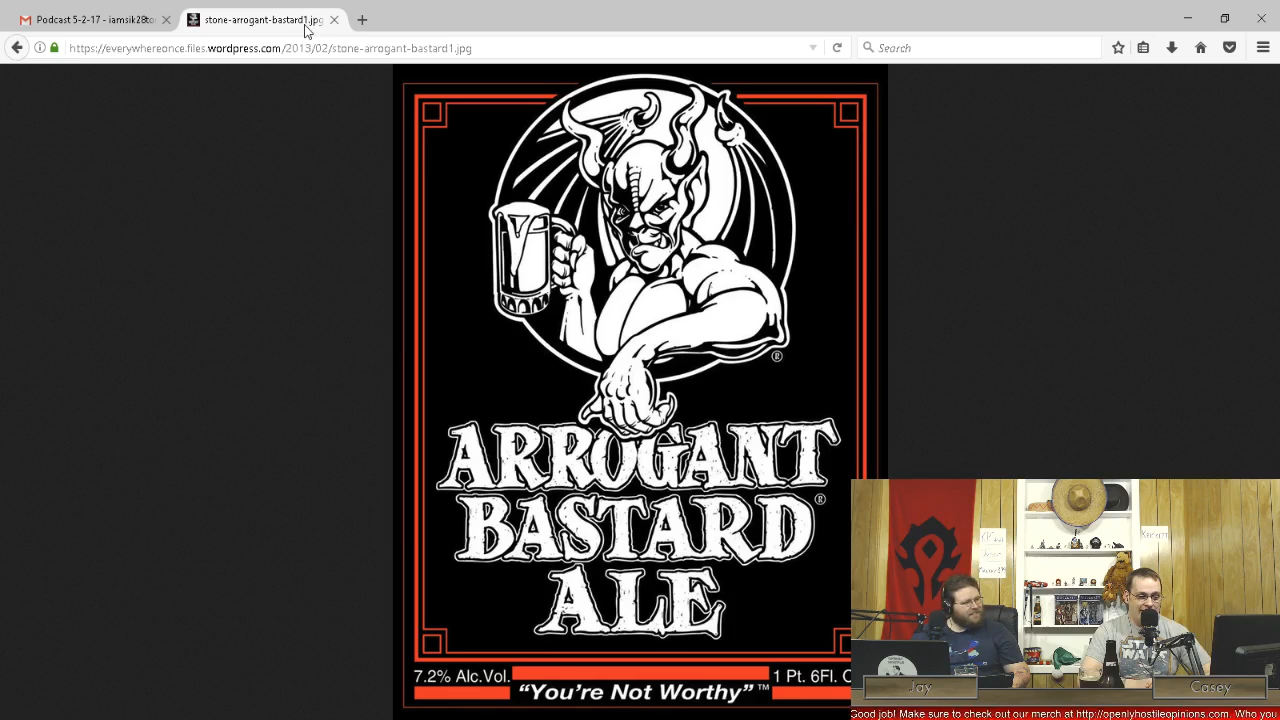 Podcast 5-2-17 - iamsik28to
stone-arrogant-bastard1.jpg
https://everywhereonce.files.wordpress.com/2013/02/stone-arrogant-bastard1.jpg
Search
®
ARROGANT
BASTARD®
ALE
7.2% Alc.Vol.
1 Pt. 6Fl. O
“You’re Not Worthy”™
Jay
Casey
Good job! Make sure to check out our merch at http://openlyhostileopinions.com. Who you